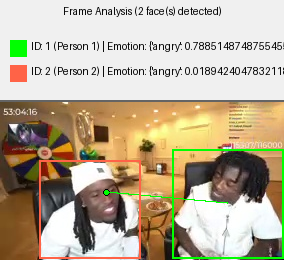 Frame Analysis (2 face(s) detected)
ID: 1 (Person 1) | Emotion: {'angry': 0.7885148748755455
ID: 2 (Person 2) | Emotion: {'angry': 0.0189424047832118
53:04:16
/116000